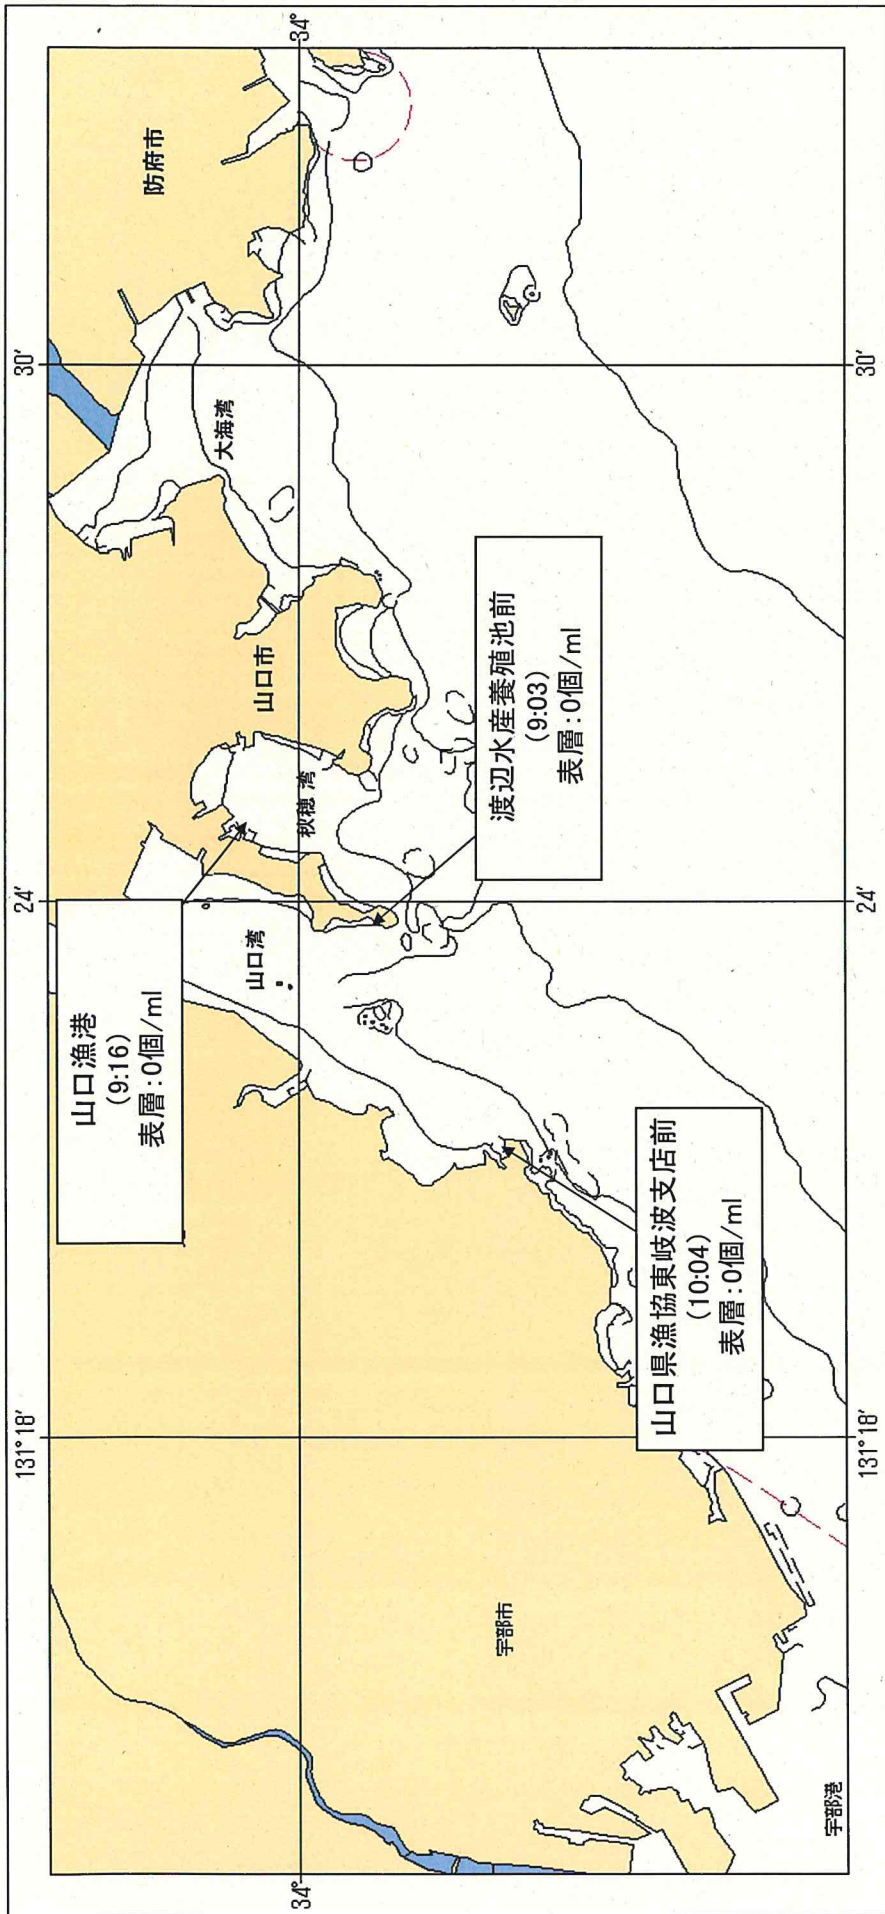 131°18′
24′
30′
34°
34°
防府市
大海湾
山口市
秋穂 湾
山口湾
山口漁港
(9:16)
表層:0個/ml
渡辺水産養殖池前
(9:03)
表層:0個/ml
山口県漁協東岐波支店前
(10:04)
表層:0個/ml
宇部市
宇部港
131°18′
24′
30′